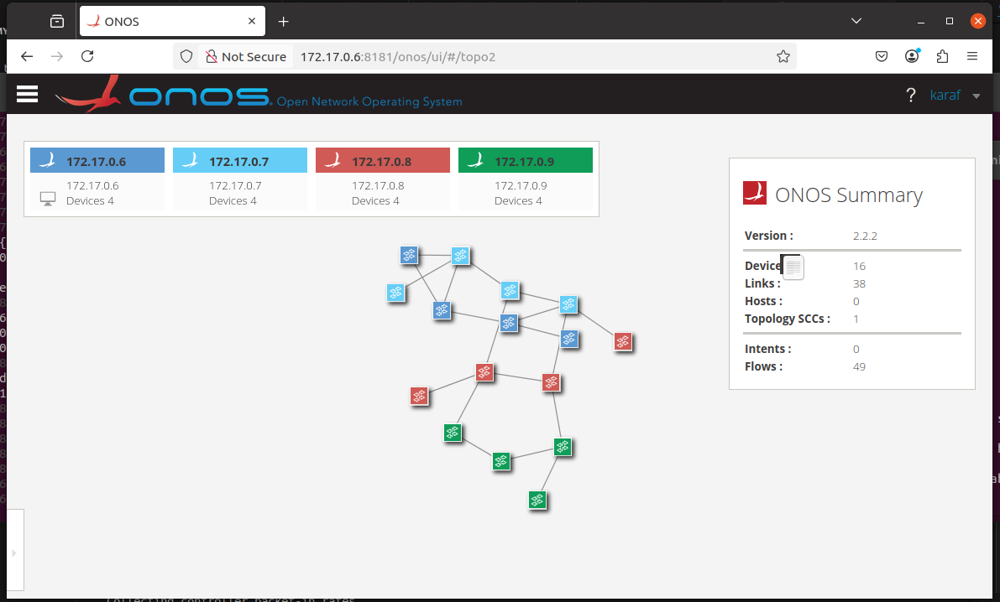 ONOS
Not Secure
172.17.0.6:8181/onos/ui/#/topo2
onos. Open Network Operating System
?
karaf
172.17.0.6
172.17.0.6
Devices 4
172.17.0.7
172.17.0.7
Devices 4
172.17.0.8
172.17.0.8
Devices 4
172.17.0.9
172.17.0.9
Devices 4
ONOS Summary
Version : 2.2.2
Device 16
Links : 38
Hosts : 0
Topology SCCs : 1
Intents : 0
Flows : 49